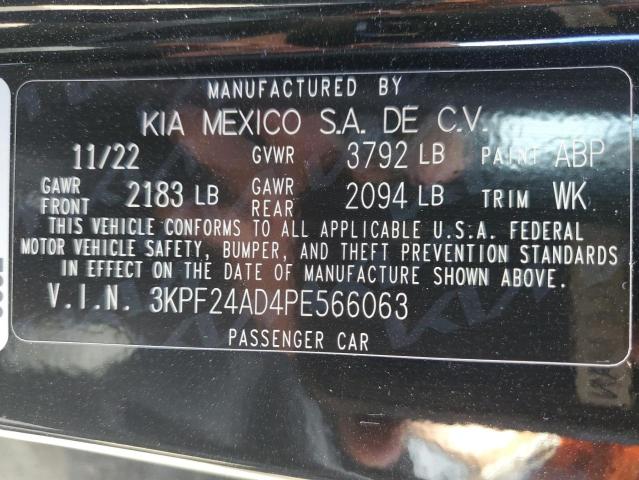 MANUFACTURED BY
KIA MEXICO S.A. DE C.V.
11/22 GVWR 3792 LB PAINT ABP
GAWR FRONT 2183 LB GAWR REAR 2094 LB TRIM WK
THIS VEHICLE CONFORMS TO ALL APPLICABLE U.S.A. FEDERAL
MOTOR VEHICLE SAFETY, BUMPER, AND THEFT PREVENTION STANDARDS
IN EFFECT ON THE DATE OF MANUFACTURE SHOWN ABOVE.
V.I.N. 3KPF24AD4PE566063
PASSENGER CAR